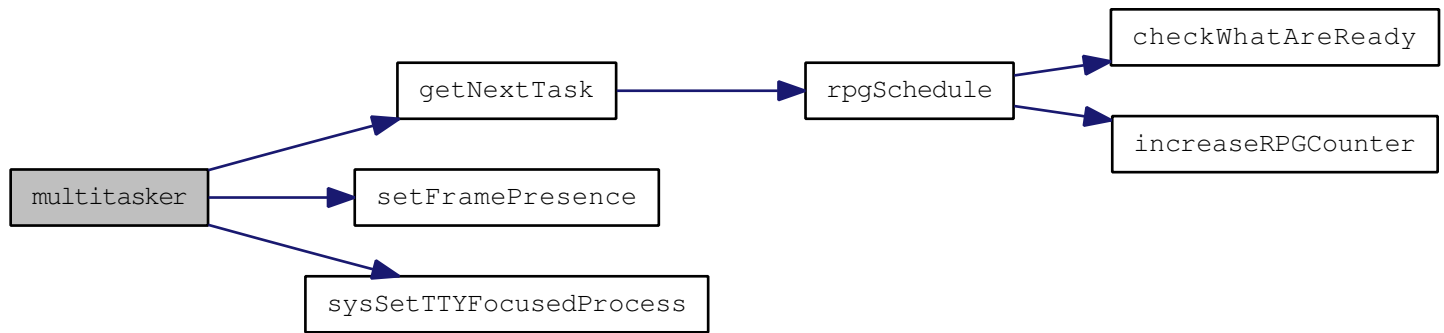 multitasker
getNextTask
setFramePresence
sysSetTTYFocusedProcess
rpgSchedule
checkWhatAreReady
increaseRPGCounter